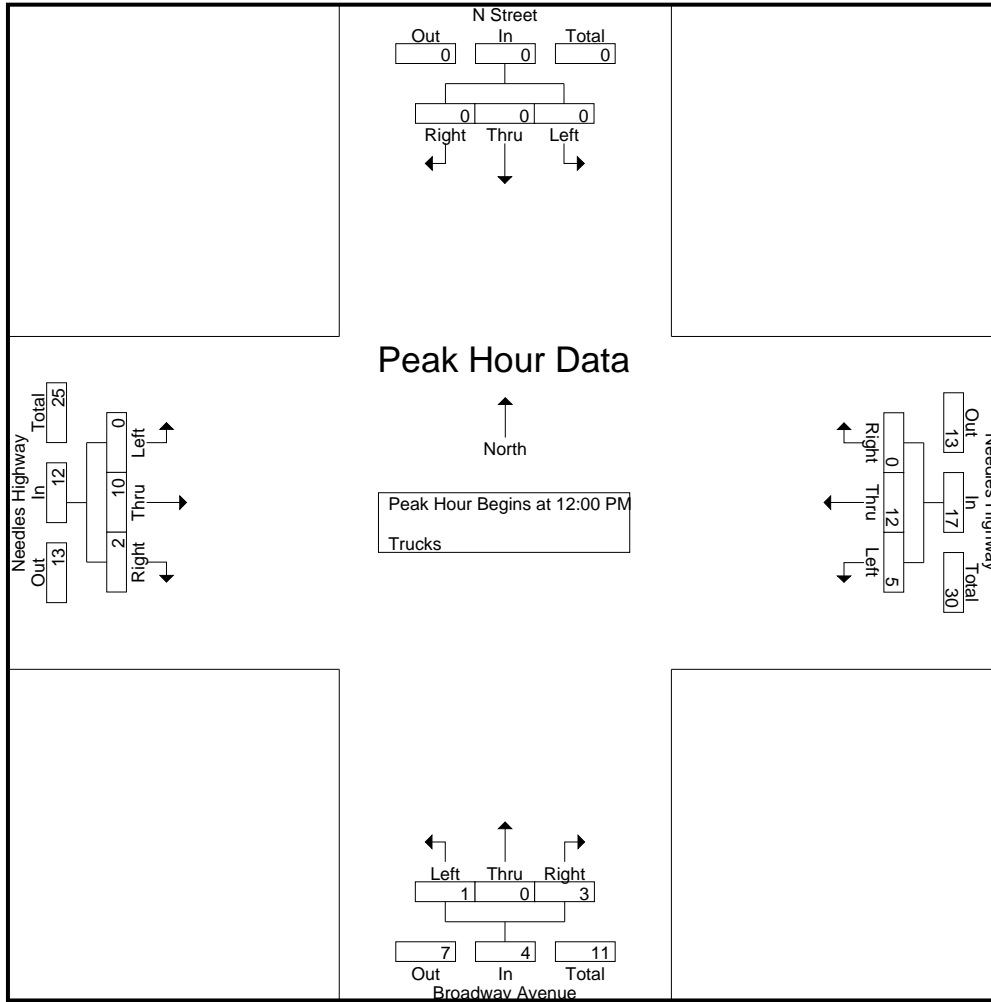 N Street
Out In Total
0 0 0
0 0 0
Right Thru Left
Peak Hour Data
North
Peak Hour Begins at 12:00 PM
Trucks
Needles Highway
Total In Out
25 12 13
0 10 2
Left Thru Right
Right Thru Left
0 12 5
Out In Total
13 17 30
Needles Highway
Left Thru Right
1 0 3
7 4 11
Out In Total
Broadway Avenue